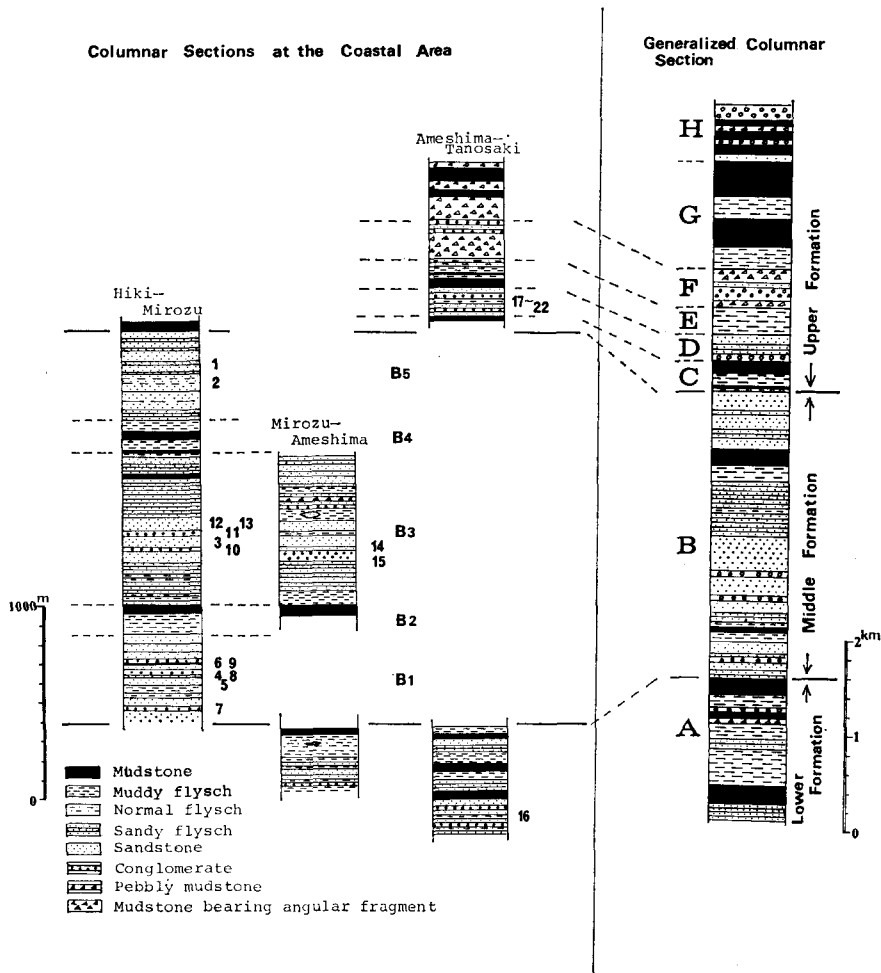 Columnar Sections at the Coastal Area
Generalized Columnar
Section
Ameshima—
Tanosaki
H
G
F
E
D
C
B
A
Upper Formation
Middle Formation
Lower
Formation
17~22
Hiki—
Mirozu
1
2
B5
Mirozu—
Ameshima
B4
12 13
11
3
10
B3
14
15
1000m
B2
6 9
4 8
5
B1
7
16
0
2km
1
0
Mudstone
Muddy flysch
Normal flysch
Sandy flysch
Sandstone
Conglomerate
Pebbly mudstone
Mudstone bearing angular fragment